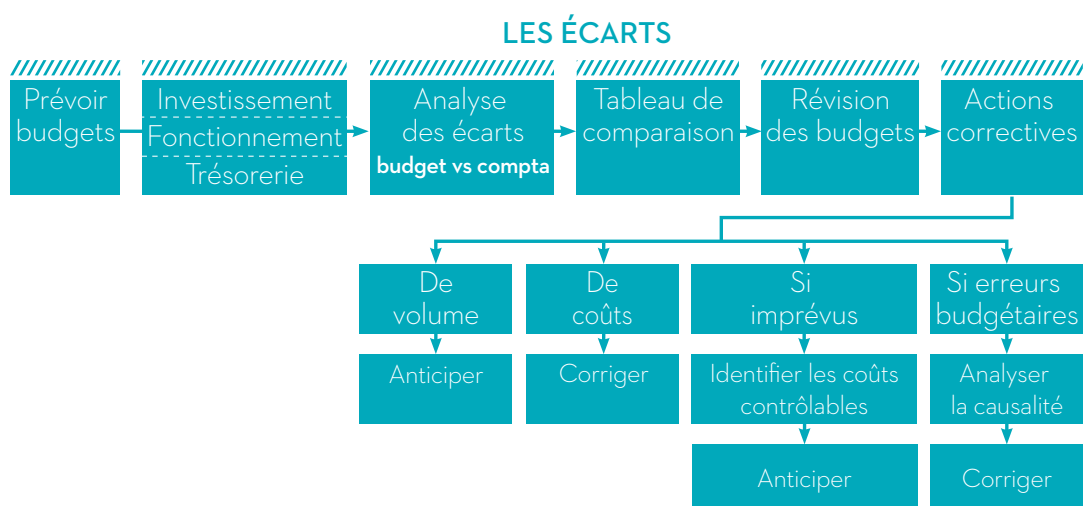 LES ÉCARTS
Prévoir
budgets
Investissement
Fonctionnement
Trésorerie
Analyse
des écarts
budget vs compta
Tableau de
comparaison
Révision
des budgets
Actions
correctives
De
volume
De
coûts
Si
imprévus
Si erreurs
budgétaires
Anticiper
Corriger
Identifier les coûts
contrôlables
Analyser
la causalité
Anticiper
Corriger